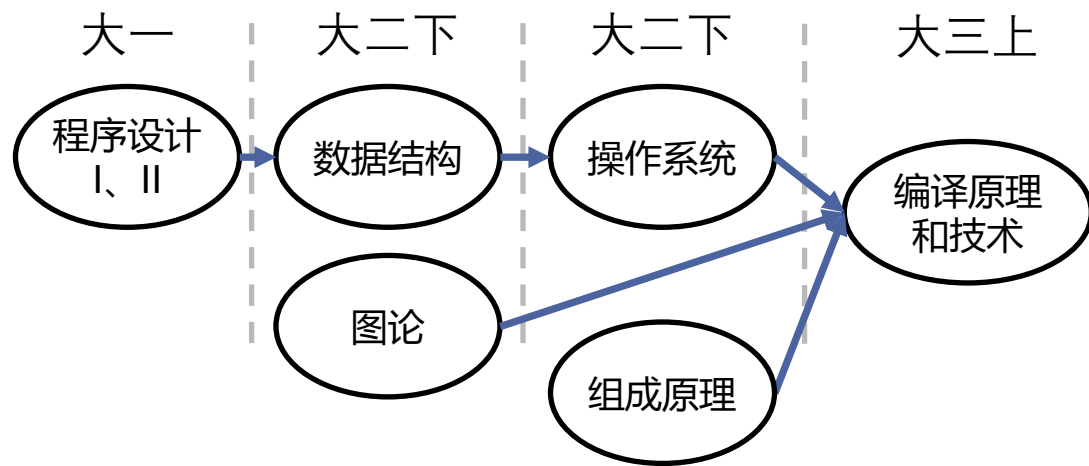 大一
大二下
大二下
大三上
程序设计
I、II
数据结构
操作系统
编译原理
和技术
图论
组成原理